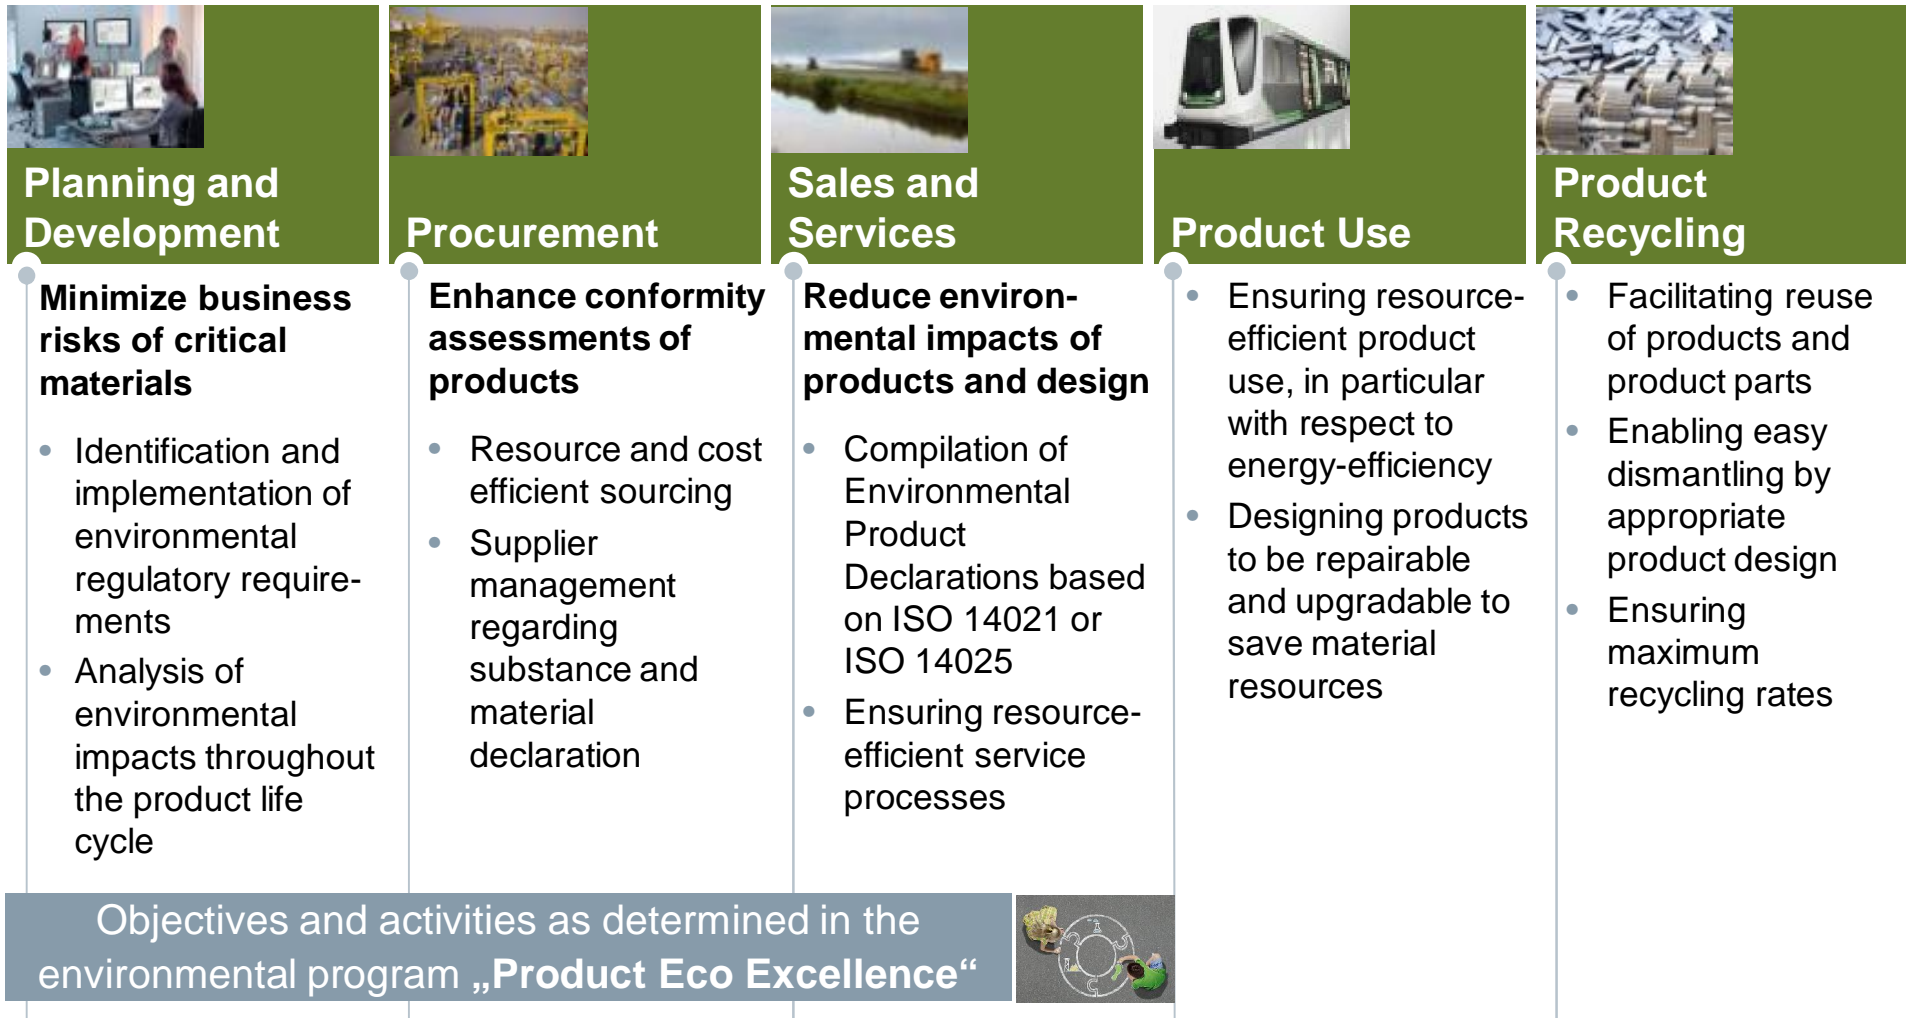 Planning and
Development
Minimize business
risks of critical
materials
• Identification and
implementation of
environmental
regulatory require-
ments
• Analysis of
environmental
impacts throughout
the product life
cycle
Procurement
Enhance conformity
assessments of
products
• Resource and cost
efficient sourcing
• Supplier
management
regarding
substance and
material
declaration
Sales and
Services
Reduce environ-
mental impacts of
products and design
• Compilation of
Environmental
Product
Declarations based
on ISO 14021 or
ISO 14025
• Ensuring resource-
efficient service
processes
Product Use
• Ensuring resource-
efficient product
use, in particular
with respect to
energy-efficiency
• Designing products
to be repairable
and upgradable to
save material
resources
Product
Recycling
• Facilitating reuse
of products and
product parts
• Enabling easy
dismantling by
appropriate
product design
• Ensuring
maximum
recycling rates
Objectives and activities as determined in the
environmental program „Product Eco Excellence“